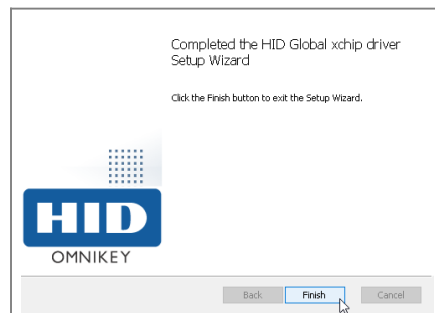 Completed the HID Global xchip driver
Setup Wizard
Click the Finish button to exit the Setup Wizard.
HID
OMNIKEY
Back Finish Cancel